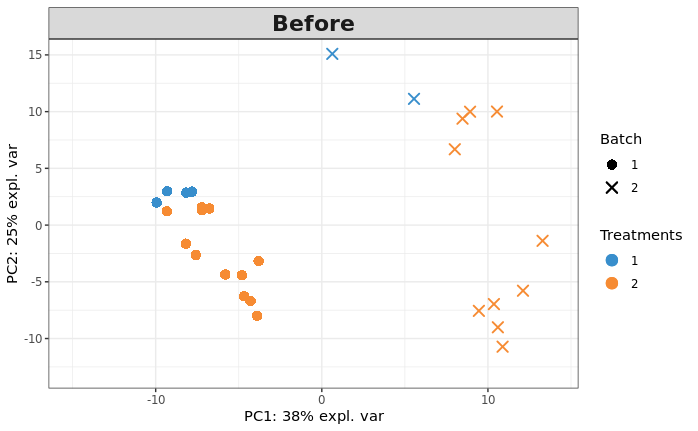 Before
15
10
5
0
-5
-10
PC2: 25% expl. var
-10
0
10
PC1: 38% expl. var
Batch
1
2
Treatments
1
2